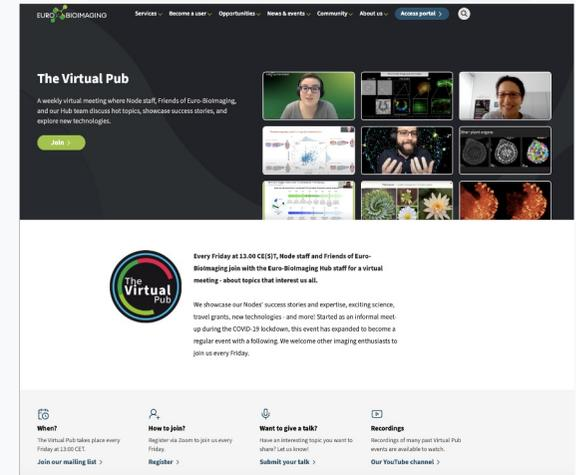 EURO BIOIMAGING
Services Become a user Opportunities News & events Community About us Access portal
The Virtual Pub
A weekly virtual meeting where Node staff, Friends of Euro-BioImaging,
and our Hub team discuss hot topics, showcase success stories, and
explore new technologies.
Join
Every Friday at 13.00 CE(S)T, Node staff and Friends of Euro-
BioImaging join with the Euro-BioImaging Hub staff for a virtual
meeting - about topics that interest us all.
The
Virtual
Pub
We showcase our Nodes' success stories and expertise, exciting science,
travel grants, new technologies - and more! Started as an informal meet-
up during the COVID-19 lockdown, this event has expanded to become a
regular event with a following. We welcome other imaging enthusiasts to
join us every Friday.
When?
The Virtual Pub takes place every
Friday at 13:00 CET.
Join our mailing list
How to join?
Register via Zoom to join us every
Friday.
Register
Want to give a talk?
Have an interesting topic you want to
share? Let us know!
Submit your talk
Recordings
Recordings of many past Virtual Pub
events are available to watch.
Our YouTube channel